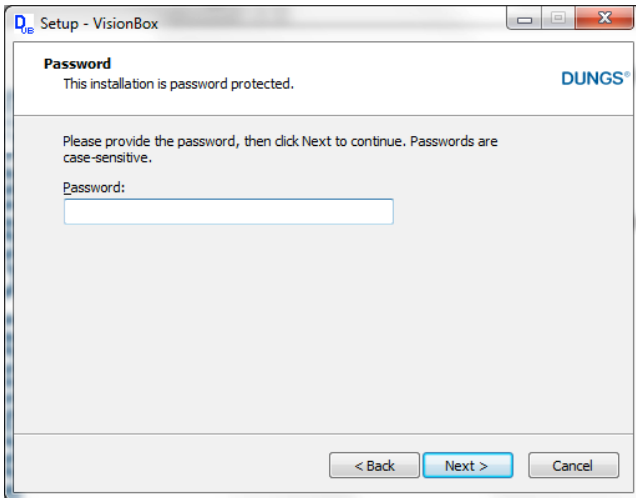 DVB Setup - VisionBox
Password
This installation is password protected.
DUNGS®
Please provide the password, then click Next to continue. Passwords are
case-sensitive.
Password:
< Back Next > Cancel